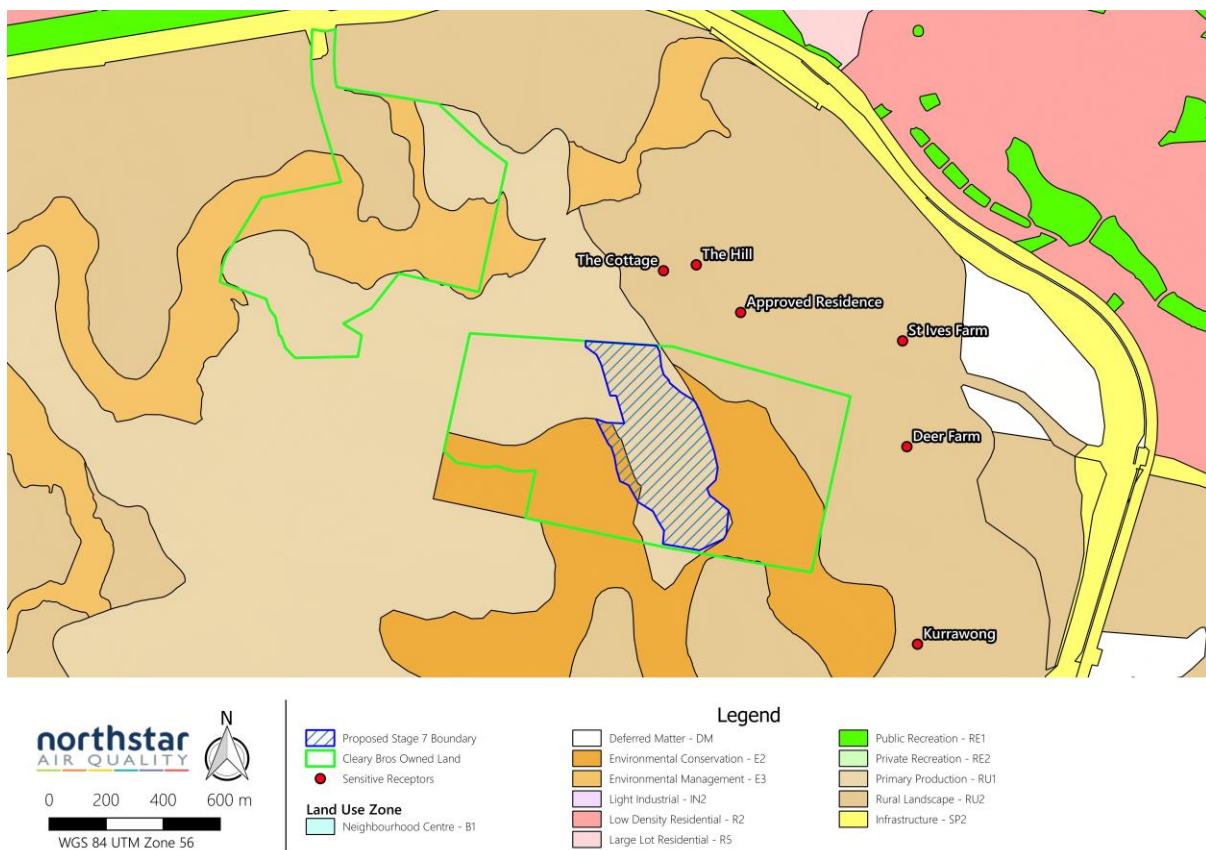 The Cottage
The Hill
Approved Residence
St Ives Farm
Deer Farm
Kurrawong
northstar
AIR QUALITY
N
0 200 400 600 m
WGS 84 UTM Zone 56
Legend
Proposed Stage 7 Boundary
Cleary Bros Owned Land
Sensitive Receptors
Land Use Zone
Neighbourhood Centre - B1
Deferred Matter - DM
Environmental Conservation - E2
Environmental Management - E3
Light Industrial - IN2
Low Density Residential - R2
Large Lot Residential - R5
Public Recreation - RE1
Private Recreation - RE2
Primary Production - RU1
Rural Landscape - RU2
Infrastructure - SP2